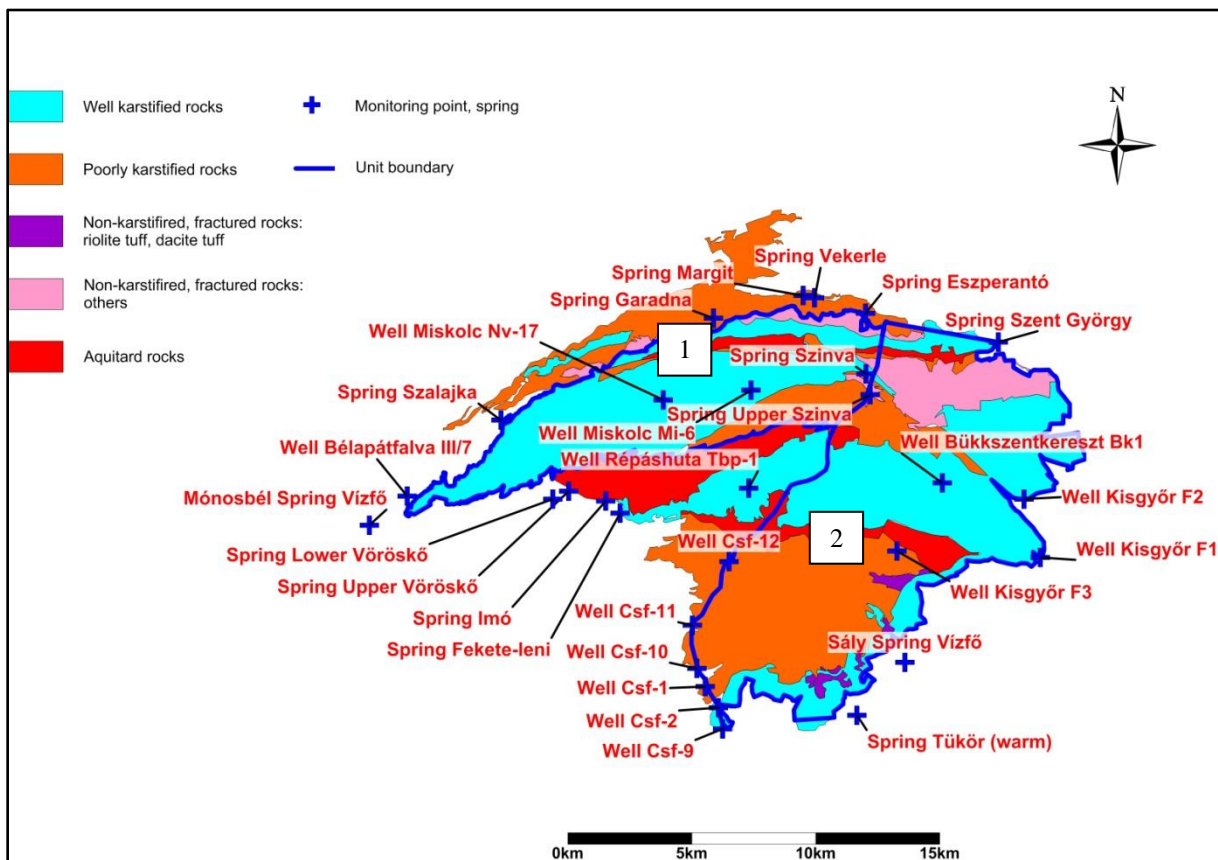 Well karstified rocks
Monitoring point, spring
Poorly karstified rocks
Unit boundary
Non-karstifired, fractured rocks:
riolite tuff, dacite tuff
Non-karstifired, fractured rocks:
others
Aquitard rocks
N
Spring Vekerle
Spring Margit
Spring Eszperantó
Spring Garadna
Spring Szent György
Well Miskolc Nv-17
1
Spring Szinva
Spring Szalajka
Spring Upper Szinva
Well Miskolc Mi-6
Well Bükkszentkereszt Bk1
Well Bélapátfalva III/7
Well Répáshuta Tbp-1
Mónosbél Spring Vízfő
Well Kisgyőr F2
Spring Lower Vöröskő
Well Csf-12
2
Well Kisgyőr F1
Spring Upper Vöröskő
Well Kisgyőr F3
Spring Imó
Well Csf-11
Spring Fekete-leni
Sály Spring Vízfő
Well Csf-10
Well Csf-1
Well Csf-2
Well Csf-9
Spring Tükör (warm)
0km 5km 10km 15km